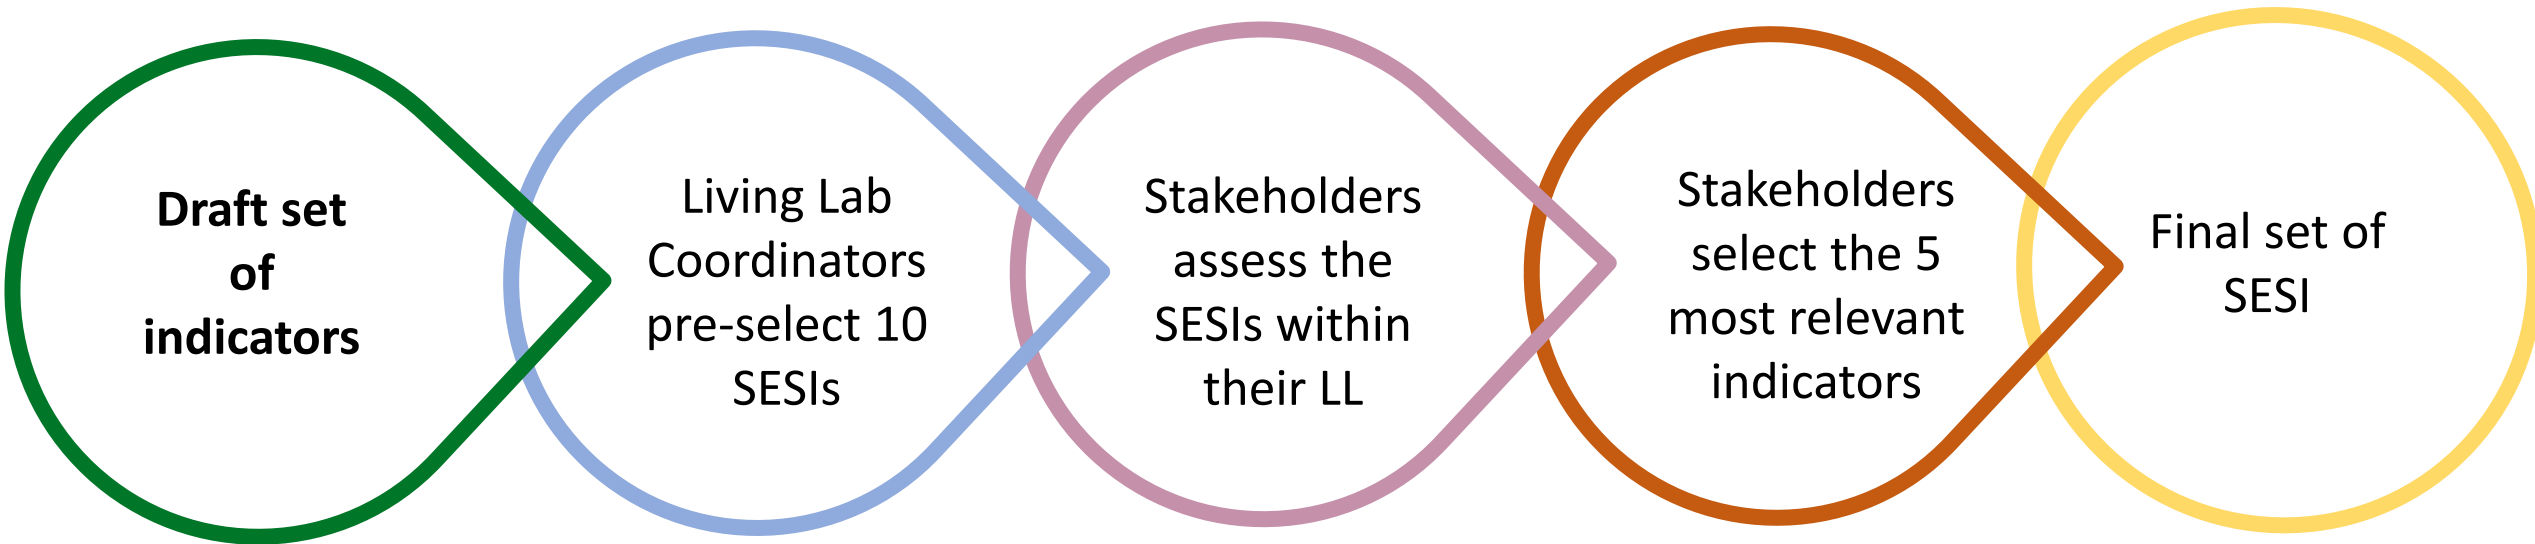 Draft set
of
indicators
Living Lab
Coordinators
pre-select 10
SESIs
Stakeholders
assess the
SESIs within
their LL
Stakeholders
select the 5
most relevant
indicators
Final set of
SESI